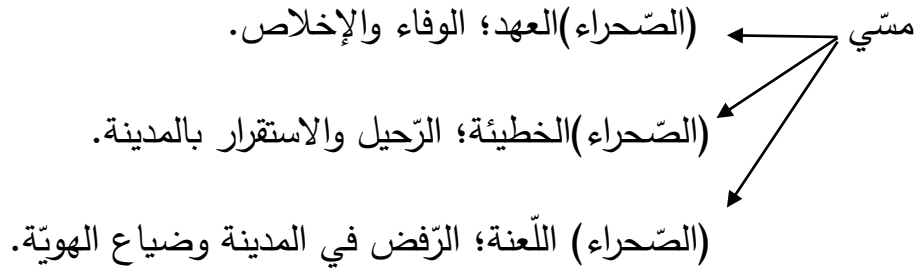 مسّي (الصّحراء)العهد؛ الوفاء والإخلاص.
(الصّحراء)الخطيئة؛ الرّحيل والاستقرار بالمدينة.
(الصّحراء) اللّعنة؛ الرّفض في المدينة وضياع الهويّة.